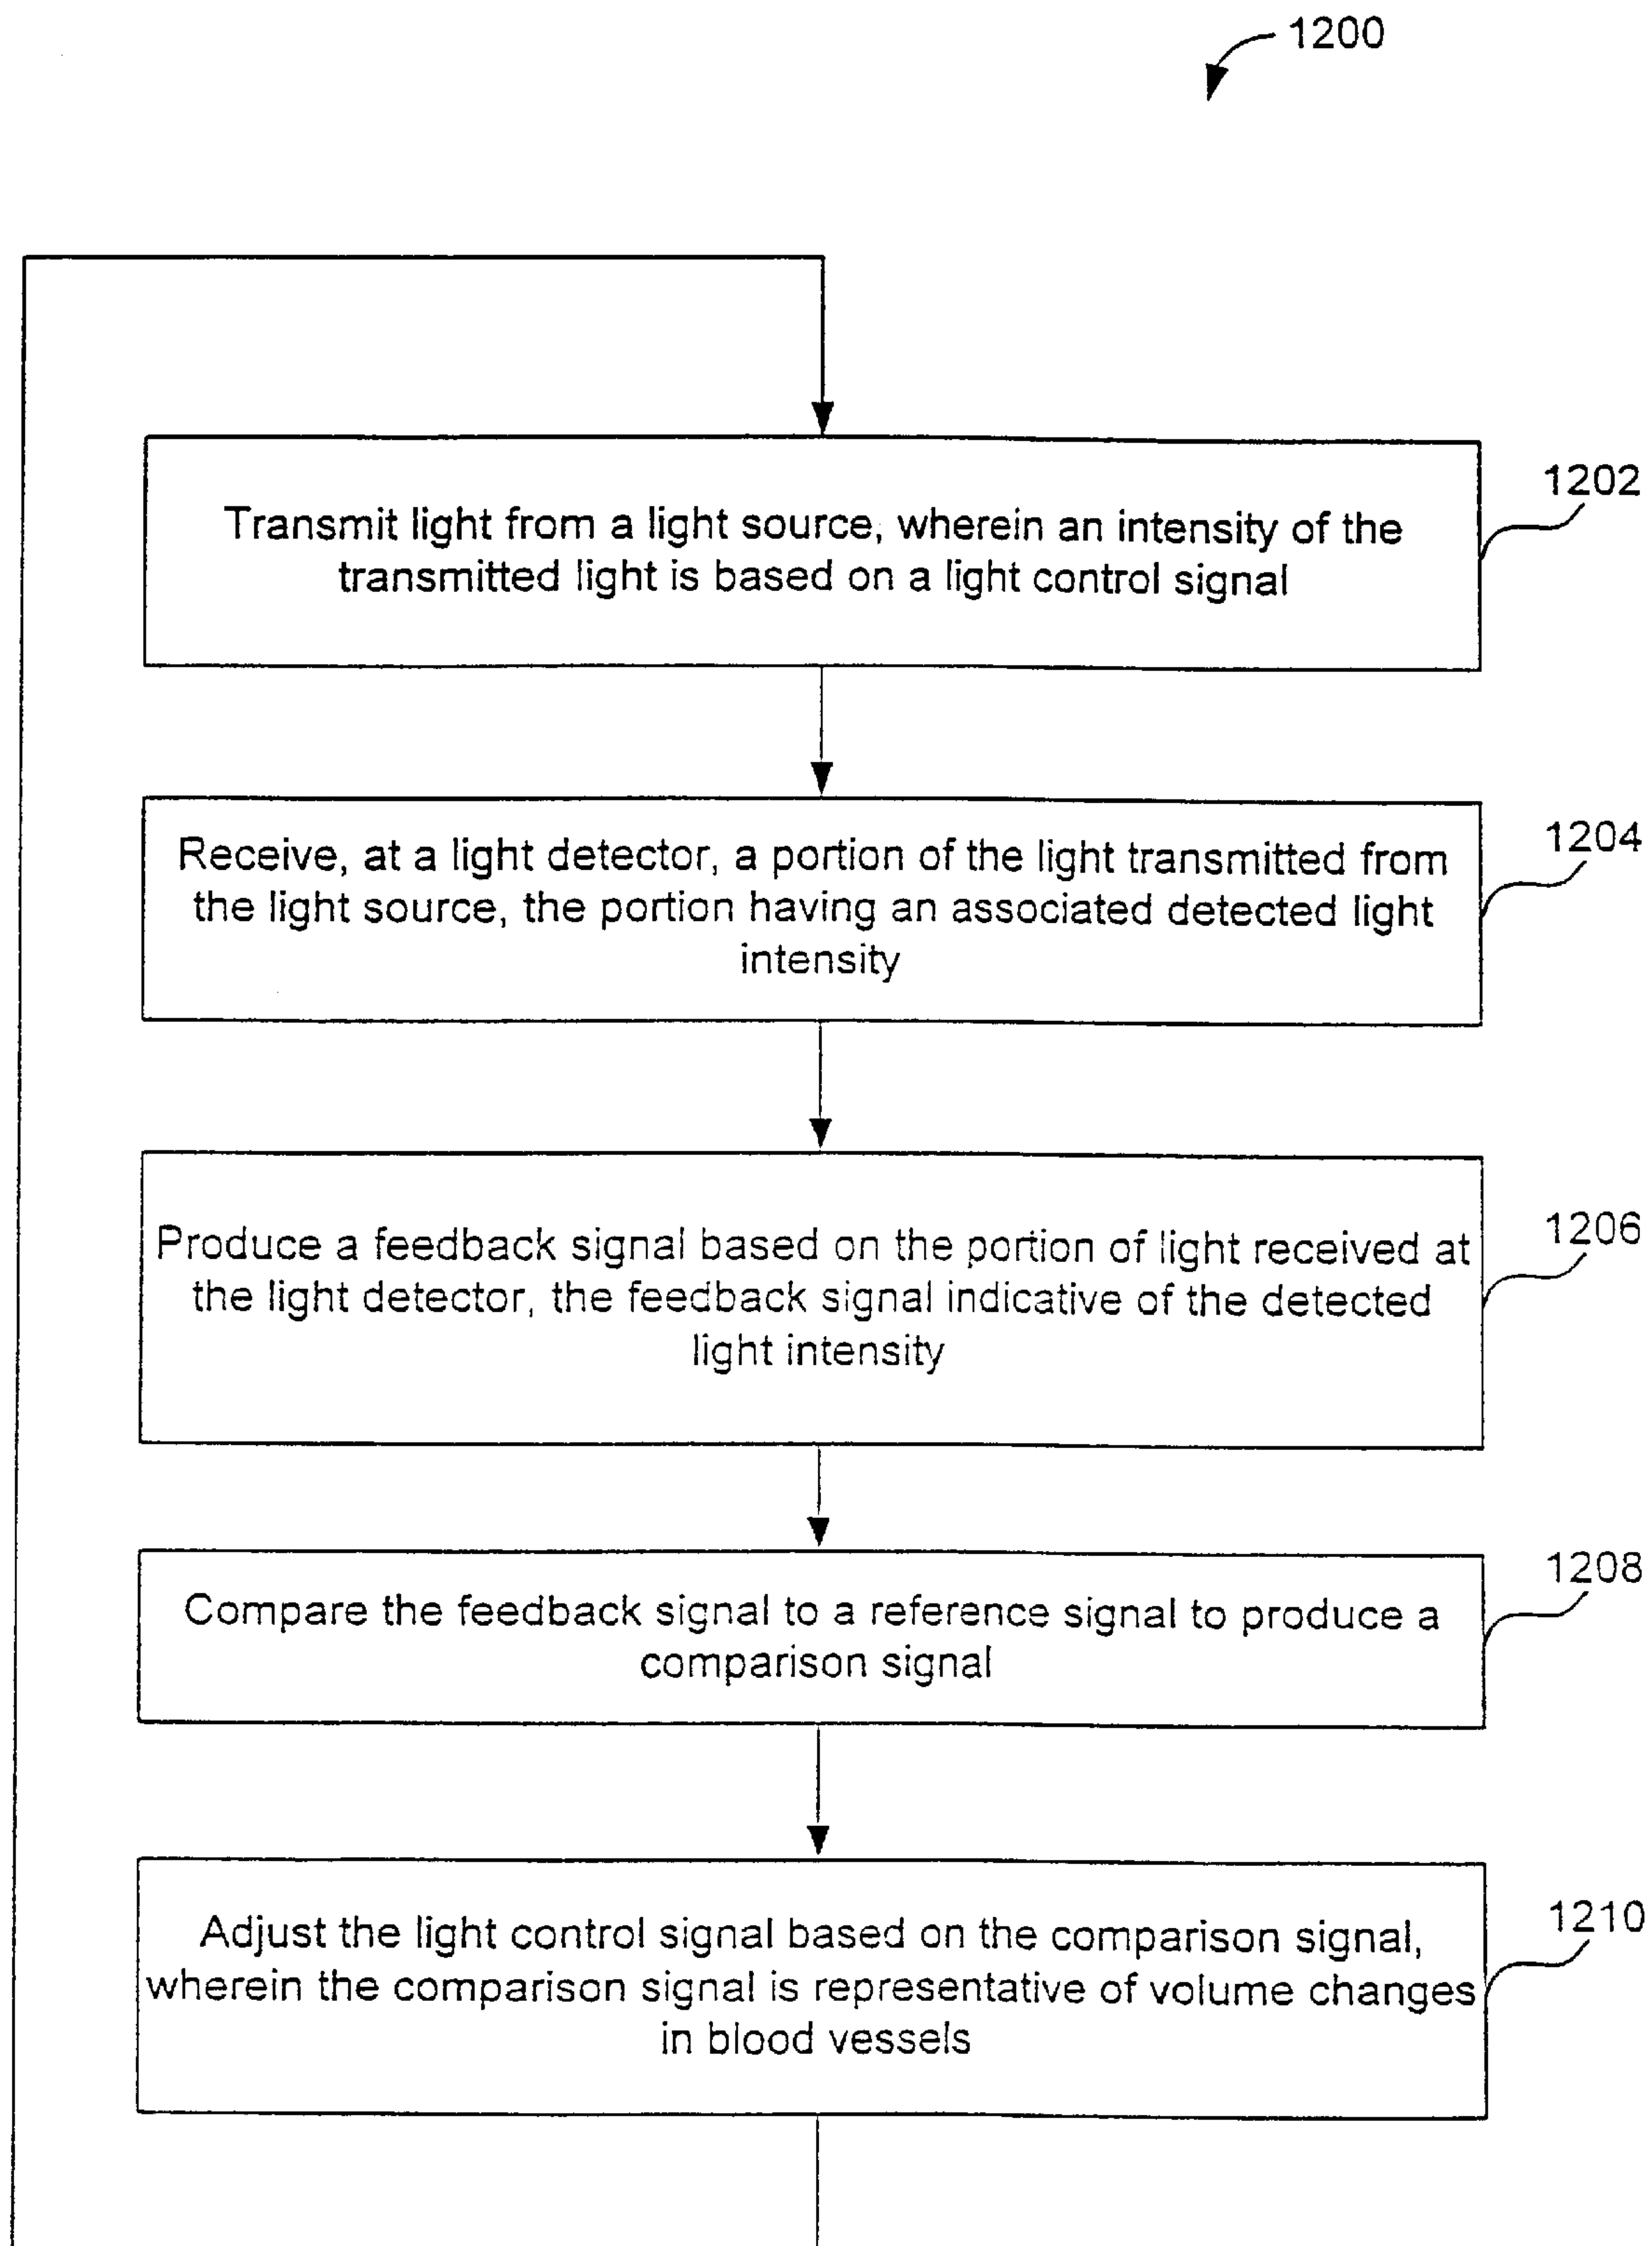 1200
Transmit light from a light source, wherein an intensity of the
transmitted light is based on a light control signal
1202
Receive, at a light detector, a portion of the light transmitted from
the light source, the portion having an associated detected light
intensity
1204
Produce a feedback signal based on the portion of light received at
the light detector, the feedback signal indicative of the detected
light intensity
1206
Compare the feedback signal to a reference signal to produce a
comparison signal
1208
Adjust the light control signal based on the comparison signal,
wherein the comparison signal is representative of volume changes
in blood vessels
1210